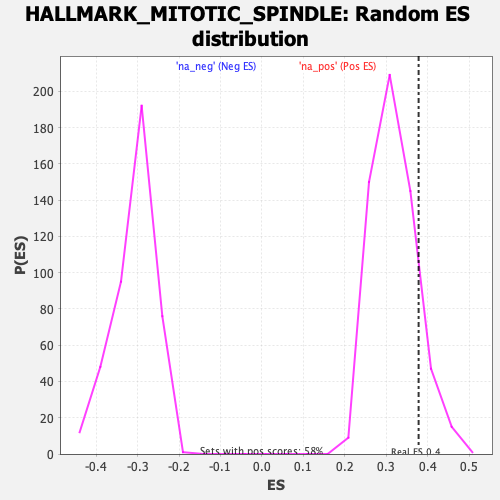 HALLMARK_MITOTIC_SPINDLE: Random ES
distribution
'na_neg' (Neg ES)
'na_pos' (Pos ES)
P(ES)
200
180
160
140
120
100
80
60
40
20
0
Sets with pos scores: 58%
Real ES 0.4
-0.4
-0.3
-0.2
-0.1
0.0
0.1
0.2
0.3
0.4
0.5
ES